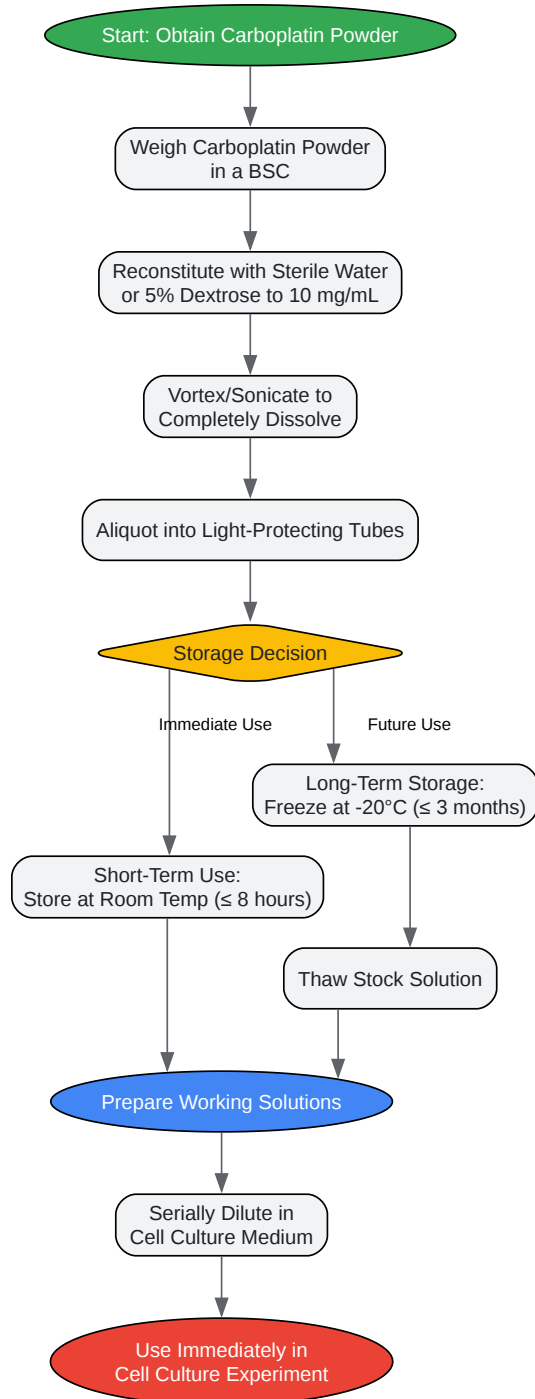 Start: Obtain Carboplatin Powder
Weigh Carboplatin Powder
in a BSC
Reconstitute with Sterile Water
or 5% Dextrose to 10 mg/mL
Vortex/Sonicate to
Completely Dissolve
Aliquot into Light-Protecting Tubes
Storage Decision
Immediate Use
Future Use
Long-Term Storage:
Freeze at -20°C (≤ 3 months)
Short-Term Use:
Store at Room Temp (≤ 8 hours)
Thaw Stock Solution
Prepare Working Solutions
Serially Dilute in
Cell Culture Medium
Use Immediately in
Cell Culture Experiment